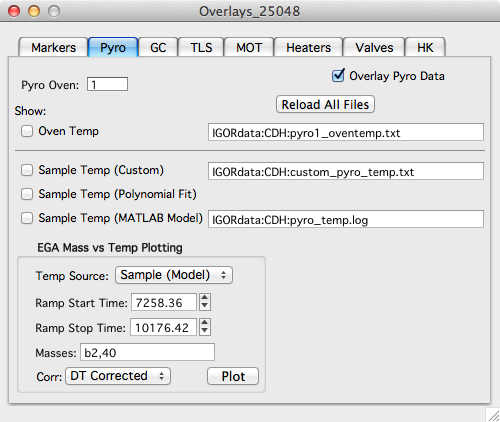 Overlays_25048
Markers Pyro GC TLS MOT Heaters Valves HK
Pyro Oven: 1 Overlay Pyro Data
Reload All Files
Show:
Oven Temp IGORdata:CDH:pyro1_oventemp.txt
Sample Temp (Custom) IGORdata:CDH:custom_pyro_temp.txt
Sample Temp (Polynomial Fit)
Sample Temp (MATLAB Model) IGORdata:CDH:pyro_temp.log
EGA Mass vs Temp Plotting
Temp Source: Sample (Model)
Ramp Start Time: 7258.36
Ramp Stop Time: 10176.42
Masses: b2,40
Corr: DT Corrected Plot